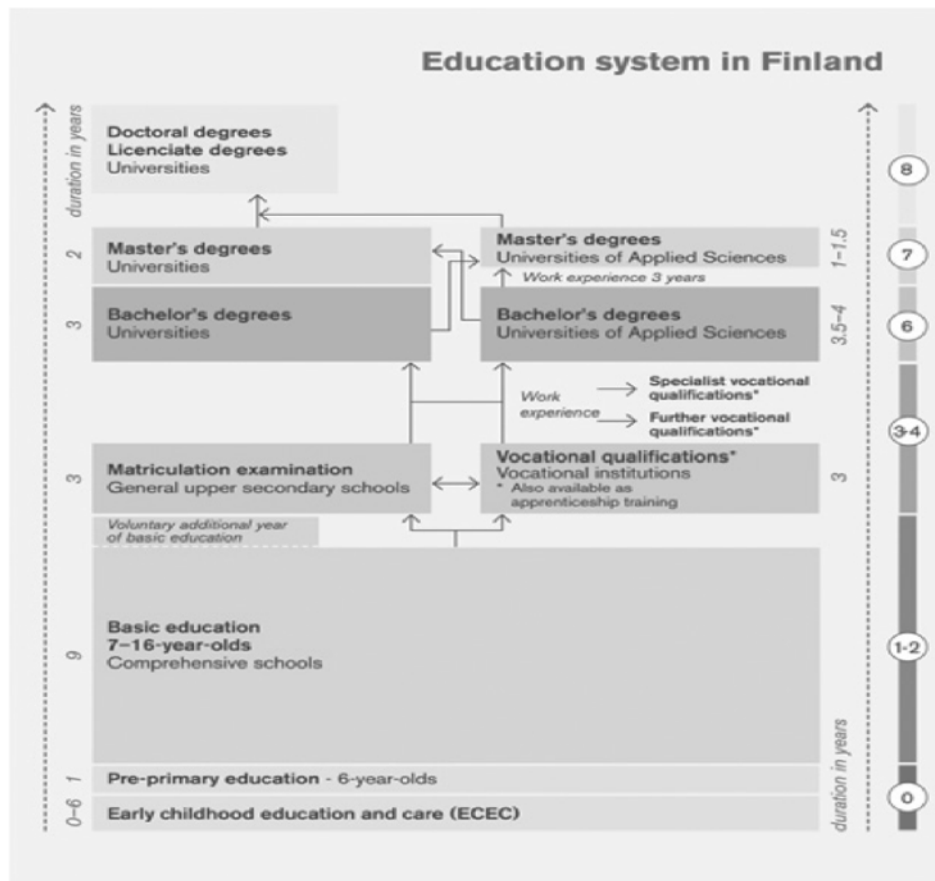 Education system in Finland
duration in years
Doctoral degrees
Licenciate degrees
Universities
8
2
Master's degrees
Universities
Master's degrees
Universities of Applied Sciences
1–1.5
7
Work experience 3 years
3
Bachelor's degrees
Universities
Bachelor's degrees
Universities of Applied Sciences
3.5–4
6
Work
experience
Specialist vocational
qualifications*
Further vocational
qualifications*
3-4
3
Matriculation examination
General upper secondary schools
Vocational qualifications*
Vocational institutions
* Also available as
apprenticeship training
3
Voluntary additional year
of basic education
9
Basic education
7–16-year-olds
Comprehensive schools
1-2
1
Pre-primary education - 6-year-olds
0–6
Early childhood education and care (ECEC)
duration in years
0